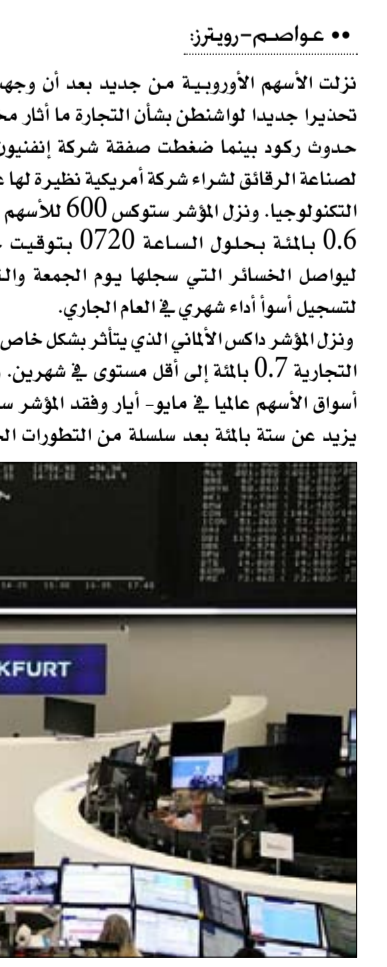 •• عواصم-رويترز:
نزلت الأسهم الأوروبية من جديد بعد أن وجهت
تحذيرا جديدا لواشنطن بشأن التجارة ما أثار
حدوث ركود بينما ضغطت صفقة شركة إنفنيون
لصناعة الرقائق لشراء شركة أمريكية نظيرة لها
التكنولوجيا. ونزل المؤشر ستوكس 600 للأسهم
0.6 بالمئة بحلول الساعة 0720 بتوقيت
ليواصل الخسائر التي سجلها يوم الجمعة
لتسجيل أسوأ أداء شهري في العام الجاري.
ونزل المؤشر داكس الألماني الذي يتأثر بشكل خاص
التجارية 0.7 بالمئة إلى أقل مستوى في شهرين.
أسواق الأسهم عالميا في مايو- أيار وفقد المؤشر
يزيد عن ستة بالمئة بعد سلسلة من التطورات
KFURT